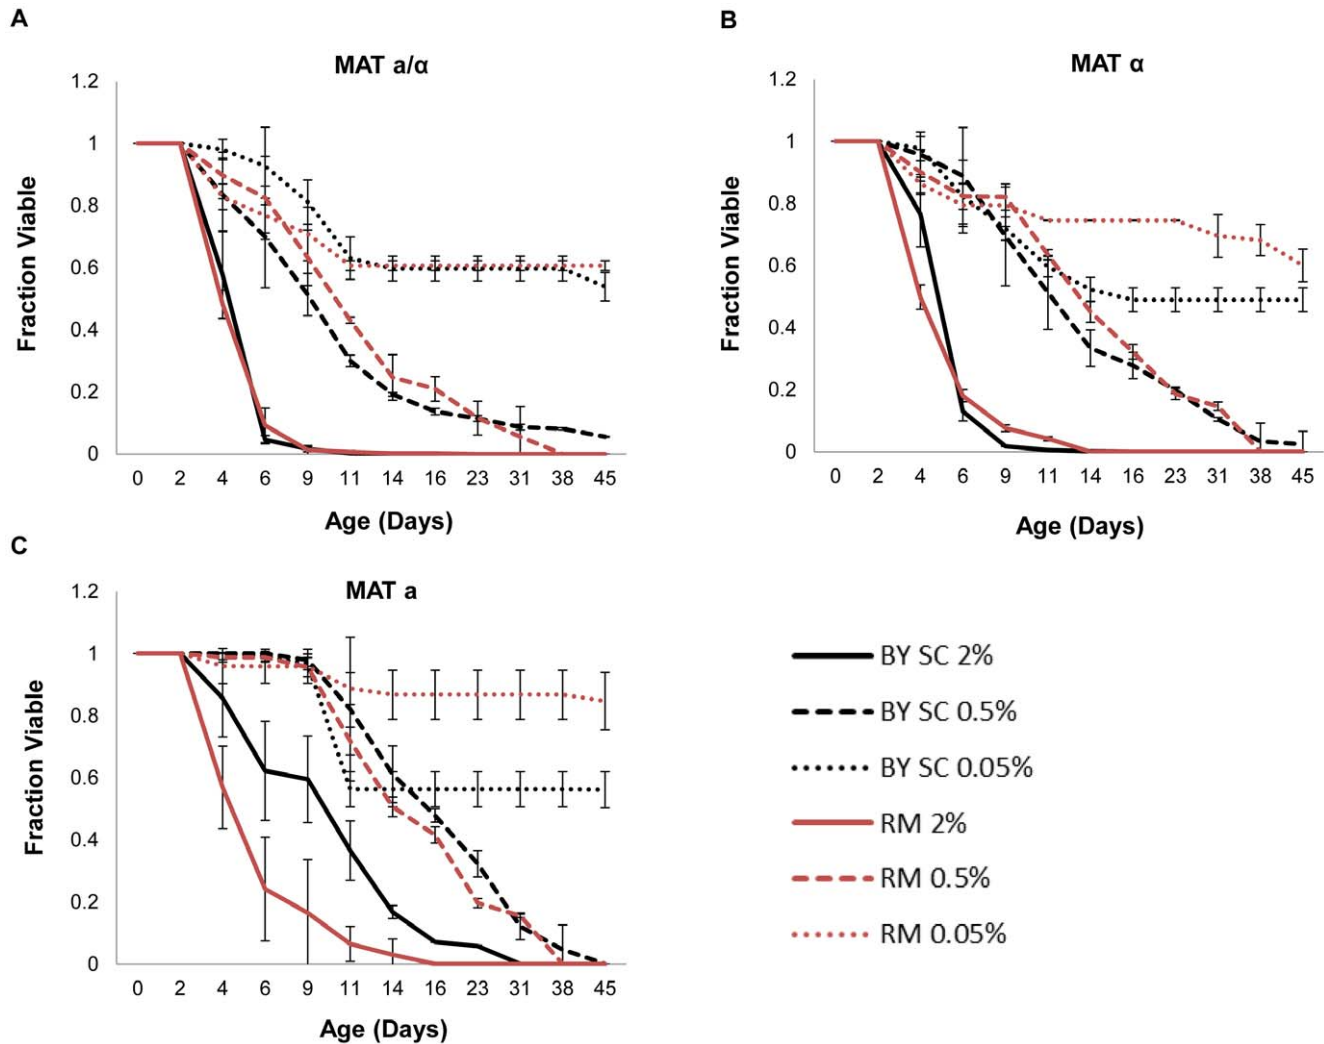 A
MAT a/α
1.2
1
0.8
0.6
0.4
0.2
0
Fraction Viable
0 2 4 6 9 11 14 16 23 31 38 45
Age (Days)
B
MAT α
1.2
1
0.8
0.6
0.4
0.2
0
Fraction Viable
0 2 4 6 9 11 14 16 23 31 38 45
Age (Days)
C
MAT a
1.2
1
0.8
0.6
0.4
0.2
0
Fraction Viable
0 2 4 6 9 11 14 16 23 31 38 45
Age (Days)
BY SC 2%
BY SC 0.5%
BY SC 0.05%
RM 2%
RM 0.5%
RM 0.05%